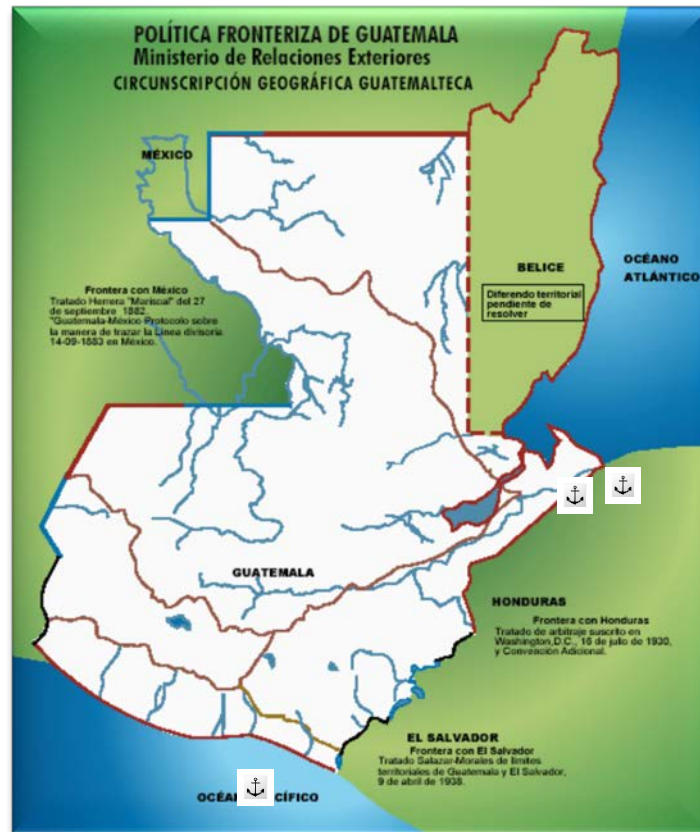 POLÍTICA FRONTERIZA DE GUATEMALA
Ministerio de Relaciones Exteriores
CIRCUNSCRIPCIÓN GEOGRÁFICA GUATEMALTECA
MÉXICO
BELICE
OCÉANO
ATLÁNTICO
Diferendo territorial
pendiente de
resolver
Frontera con México
Tratado Herrera "Mariscal" del 27
de septiembre 1882.
"Guatemala-México Protocolo sobre
la manera de trazar la Línea divisoria
14-09-1883 en México.
GUATEMALA
HONDURAS
Frontera con Honduras
Tratado de arbitraje suscrito en
Washington,D.C., 16 de julio de 1930,
y Convención Adicional.
EL SALVADOR
Frontera con El Salvador
Tratado Salazar-Morales de límites
territoriales de Guatemala y El Salvador,
9 de abril de 1938.
OCÉAN CÍFICO